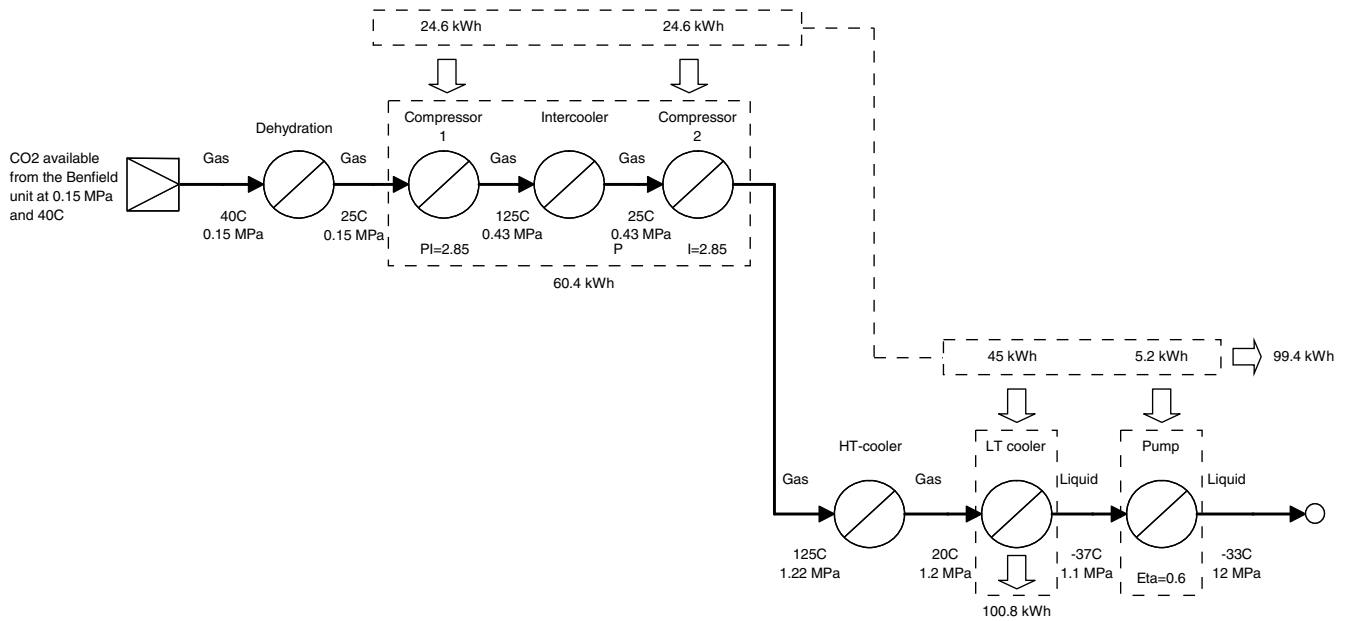 24.6 kWh 24.6 kWh
Compressor
1
Intercooler
Compressor
2
Dehydration
CO2 available
from the Benfield
unit at 0.15 MPa
and 40C
Gas
Gas
Gas
Gas
40C
0.15 MPa
25C
0.15 MPa
125C
0.43 MPa
25C
0.43 MPa
PI=2.85
P I=2.85
60.4 kWh
45 kWh 5.2 kWh
99.4 kWh
HT-cooler
LT cooler
Pump
Gas
Gas
Liquid
Liquid
125C
1.22 MPa
20C
1.2 MPa
-37C
1.1 MPa
Eta=0.6
-33C
12 MPa
100.8 kWh